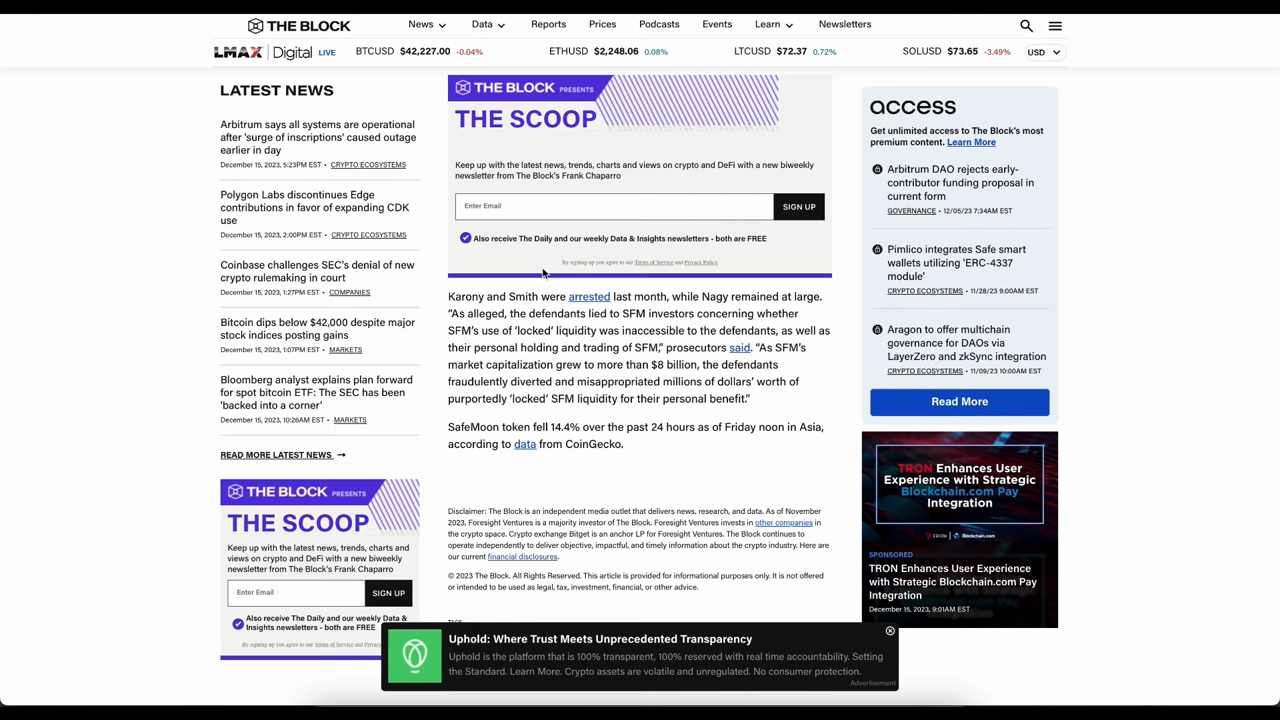 THE BLOCK
News
Data
Reports
Prices
Podcasts
Events
Learn
Newsletters
LMAX Digital LIVE
BTCUSD $42,227.00 -0.04%
ETHUSD $2,248.06 0.08%
LTCUSD $72.37 0.72%
SOLUSD $73.65 -3.49%
USD
LATEST NEWS
Arbitrum says all systems are operational
after 'surge of inscriptions' caused outage
earlier in day
December 15, 2023, 5:23PM EST • CRYPTO ECOSYSTEMS
Polygon Labs discontinues Edge
contributions in favor of expanding CDK
use
December 15, 2023, 2:00PM EST • CRYPTO ECOSYSTEMS
Coinbase challenges SEC's denial of new
crypto rulemaking in court
December 15, 2023, 1:27PM EST • COMPANIES
Bitcoin dips below $42,000 despite major
stock indices posting gains
December 15, 2023, 1:07PM EST • MARKETS
Bloomberg analyst explains plan forward
for spot bitcoin ETF: The SEC has been
'backed into a corner'
December 15, 2023, 10:26AM EST • MARKETS
READ MORE LATEST NEWS →
THE BLOCK PRESENTS
THE SCOOP
Keep up with the latest news, trends, charts and
views on crypto and DeFi with a new biweekly
newsletter from The Block's Frank Chaparro
Enter Email
SIGN UP
Also receive The Daily and our weekly Data &
Insights newsletters - both are FREE
By signing-up you agree to our Terms of Service and
THE BLOCK PRESENTS
THE SCOOP
Keep up with the latest news, trends, charts and views on crypto and DeFi with a new biweekly
newsletter from The Block's Frank Chaparro
Enter Email
SIGN UP
Also receive The Daily and our weekly Data & Insights newsletters - both are FREE
By signing-up you agree to our Terms of Service and Privacy Policy
Karony and Smith were arrested last month, while Nagy remained at large.
"As alleged, the defendants lied to SFM investors concerning whether
SFM's use of 'locked' liquidity was inaccessible to the defendants, as well as
their personal holding and trading of SFM," prosecutors said. "As SFM's
market capitalization grew to more than $8 billion, the defendants
fraudulently diverted and misappropriated millions of dollars' worth of
purportedly 'locked' SFM liquidity for their personal benefit."
SafeMoon token fell 14.4% over the past 24 hours as of Friday noon in Asia,
according to data from CoinGecko.
Disclaimer: The Block is an independent media outlet that delivers news, research, and data. As of November
2023, Foresight Ventures is a majority investor of The Block. Foresight Ventures invests in other companies in
the crypto space. Crypto exchange Bitget is an anchor LP for Foresight Ventures. The Block continues to
operate independently to deliver objective, impactful, and timely information about the crypto industry. Here are
our current financial disclosures.
© 2023 The Block. All Rights Reserved. This article is provided for informational purposes only. It is not offered
or intended to be used as legal, tax, investment, financial, or other advice.
access
Get unlimited access to The Block's most
premium content. Learn More
Arbitrum DAO rejects early-
contributor funding proposal in
current form
GOVERNANCE • 12/05/23 7:34AM EST
Pimlico integrates Safe smart
wallets utilizing 'ERC-4337
module'
CRYPTO ECOSYSTEMS • 11/28/23 9:00AM EST
Aragon to offer multichain
governance for DAOs via
LayerZero and zkSync integration
CRYPTO ECOSYSTEMS • 11/09/23 10:00AM EST
Read More
TRON Enhances User
Experience with Strategic
Blockchain.com Pay
Integration
TRON Blockchain.com
SPONSORED
TRON Enhances User Experience
with Strategic Blockchain.com Pay
Integration
December 15, 2023, 9:01AM EST
Uphold: Where Trust Meets Unprecedented Transparency
Uphold is the platform that is 100% transparent, 100% reserved with real time accountability. Setting
the Standard. Learn More. Crypto assets are volatile and unregulated. No consumer protection.
Advertisement